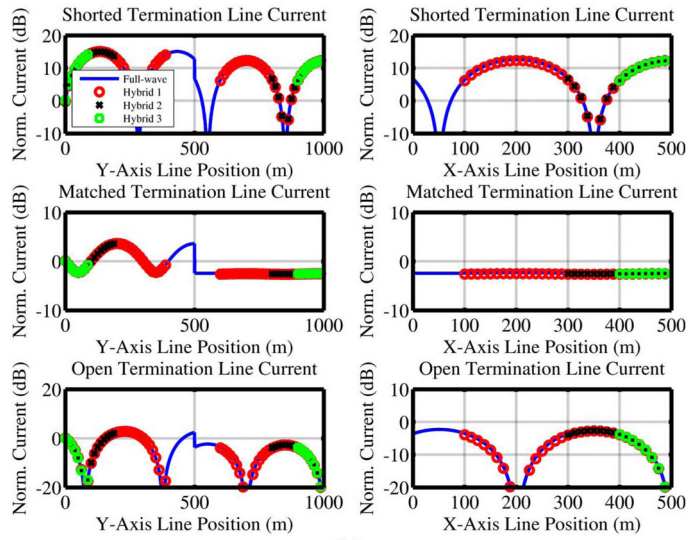 Shorted Termination Line Current
Norm. Current (dB)
20
10
0
-10
Full-wave
Hybrid 1
Hybrid 2
Hybrid 3
0
500
1000
Y-Axis Line Position (m)
Shorted Termination Line Current
Norm. Current (dB)
20
10
0
-10
0
100
200
300
400
500
X-Axis Line Position (m)
Matched Termination Line Current
Norm. Current (dB)
10
0
-10
0
500
1000
Y-Axis Line Position (m)
Matched Termination Line Current
Norm. Current (dB)
10
0
-10
0
100
200
300
400
500
X-Axis Line Position (m)
Open Termination Line Current
Norm. Current (dB)
20
0
-20
0
500
1000
Y-Axis Line Position (m)
Open Termination Line Current
Norm. Current (dB)
10
0
-10
-20
0
100
200
300
400
500
X-Axis Line Position (m)